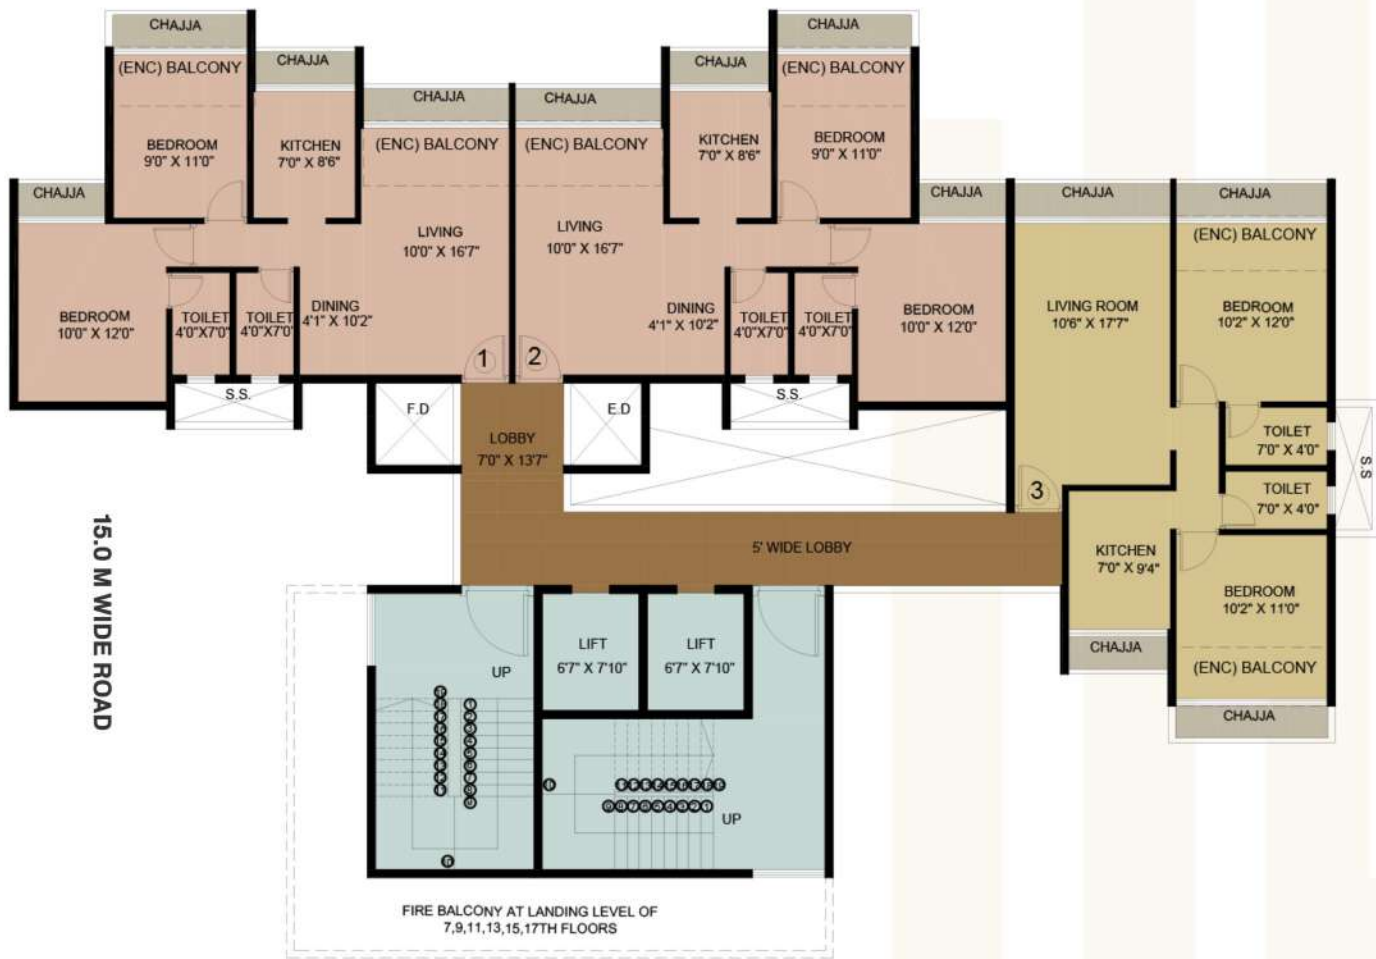 CHAJJA
(ENC) BALCONY
BEDROOM
9'0" X 11'0"
CHAJJA
KITCHEN
7'0" X 8'6"
CHAJJA
(ENC) BALCONY
LIVING
10'0" X 16'7"
DINING
4'1" X 10'2"
CHAJJA
BEDROOM
10'0" X 12'0"
TOILET
4'0"X7'0"
TOILET
4'0"X7'0"
S.S.
1
CHAJJA
(ENC) BALCONY
LIVING
10'0" X 16'7"
DINING
4'1" X 10'2"
CHAJJA
KITCHEN
7'0" X 8'6"
CHAJJA
(ENC) BALCONY
BEDROOM
9'0" X 11'0"
CHAJJA
BEDROOM
10'0" X 12'0"
TOILET
4'0"X7'0"
TOILET
4'0"X7'0"
S.S.
2
CHAJJA
LIVING ROOM
10'6" X 17'7"
CHAJJA
(ENC) BALCONY
BEDROOM
10'2" X 12'0"
TOILET
7'0" X 4'0"
TOILET
7'0" X 4'0"
S.S
3
KITCHEN
7'0" X 9'4"
CHAJJA
BEDROOM
10'2" X 11'0"
(ENC) BALCONY
CHAJJA
F.D
E.D
LOBBY
7'0" X 13'7"
5' WIDE LOBBY
15.0 M WIDE ROAD
LIFT
6'7" X 7'10"
LIFT
6'7" X 7'10"
UP
UP
FIRE BALCONY AT LANDING LEVEL OF
7,9,11,13,15,17TH FLOORS